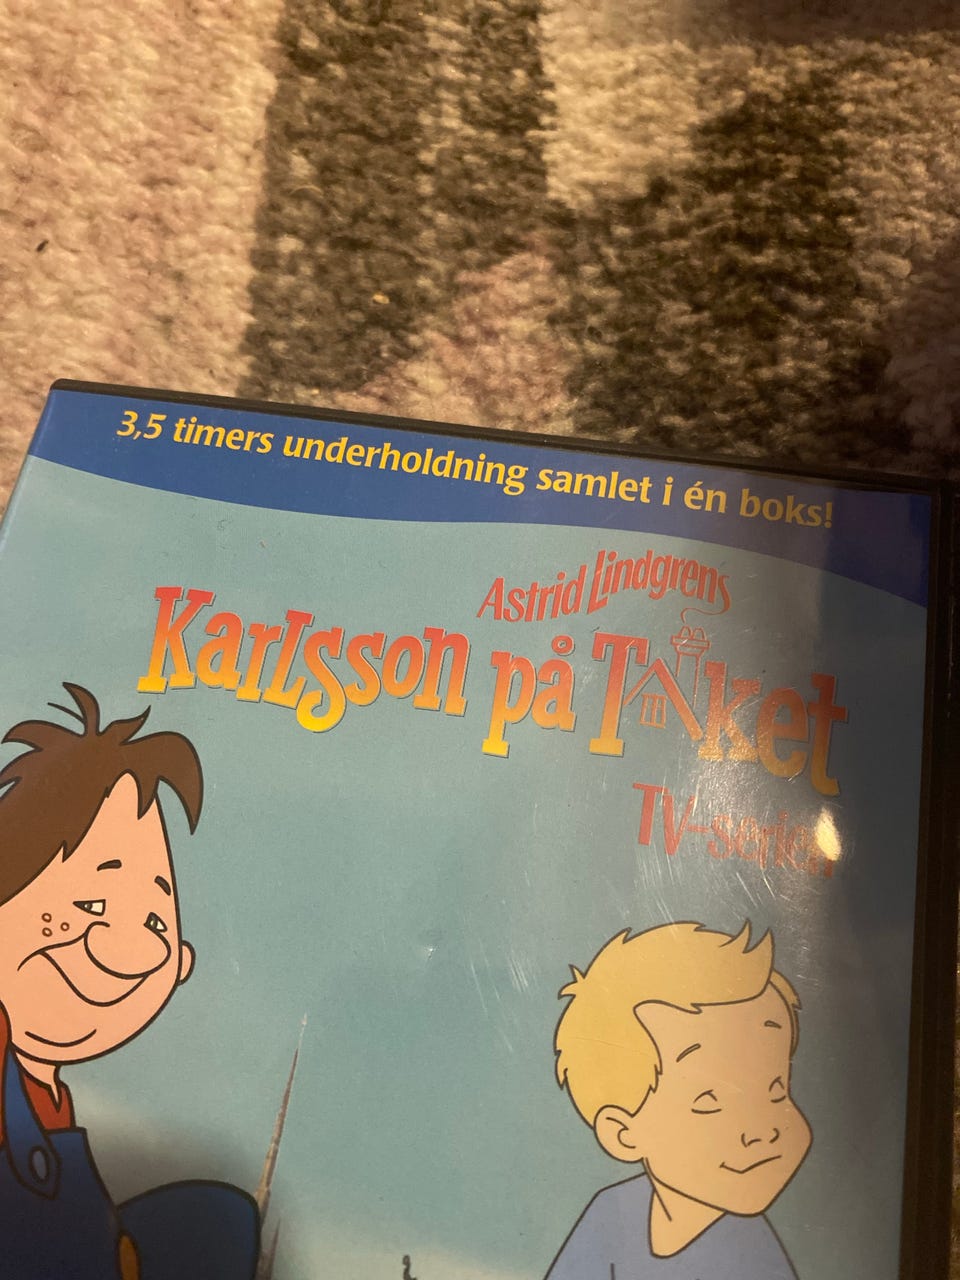 3,5 timers underholdning samlet i én boks!
Astrid Lindgrens
Karlsson på Taket
TV-serien